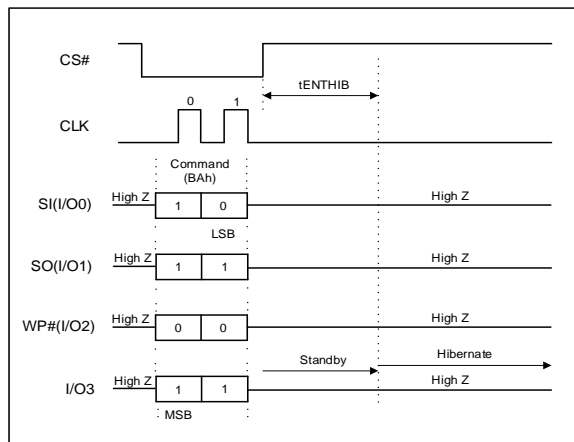 CS#
tENTHIB
0 1
CLK
Command
(BAh)
High Z High Z
SI(I/O0) 1 0
LSB
High Z High Z
SO(I/O1) 1 1
High Z High Z
WP#(I/O2) 0 0
Standby Hibernate
High Z High Z
I/O3 1 1
MSB